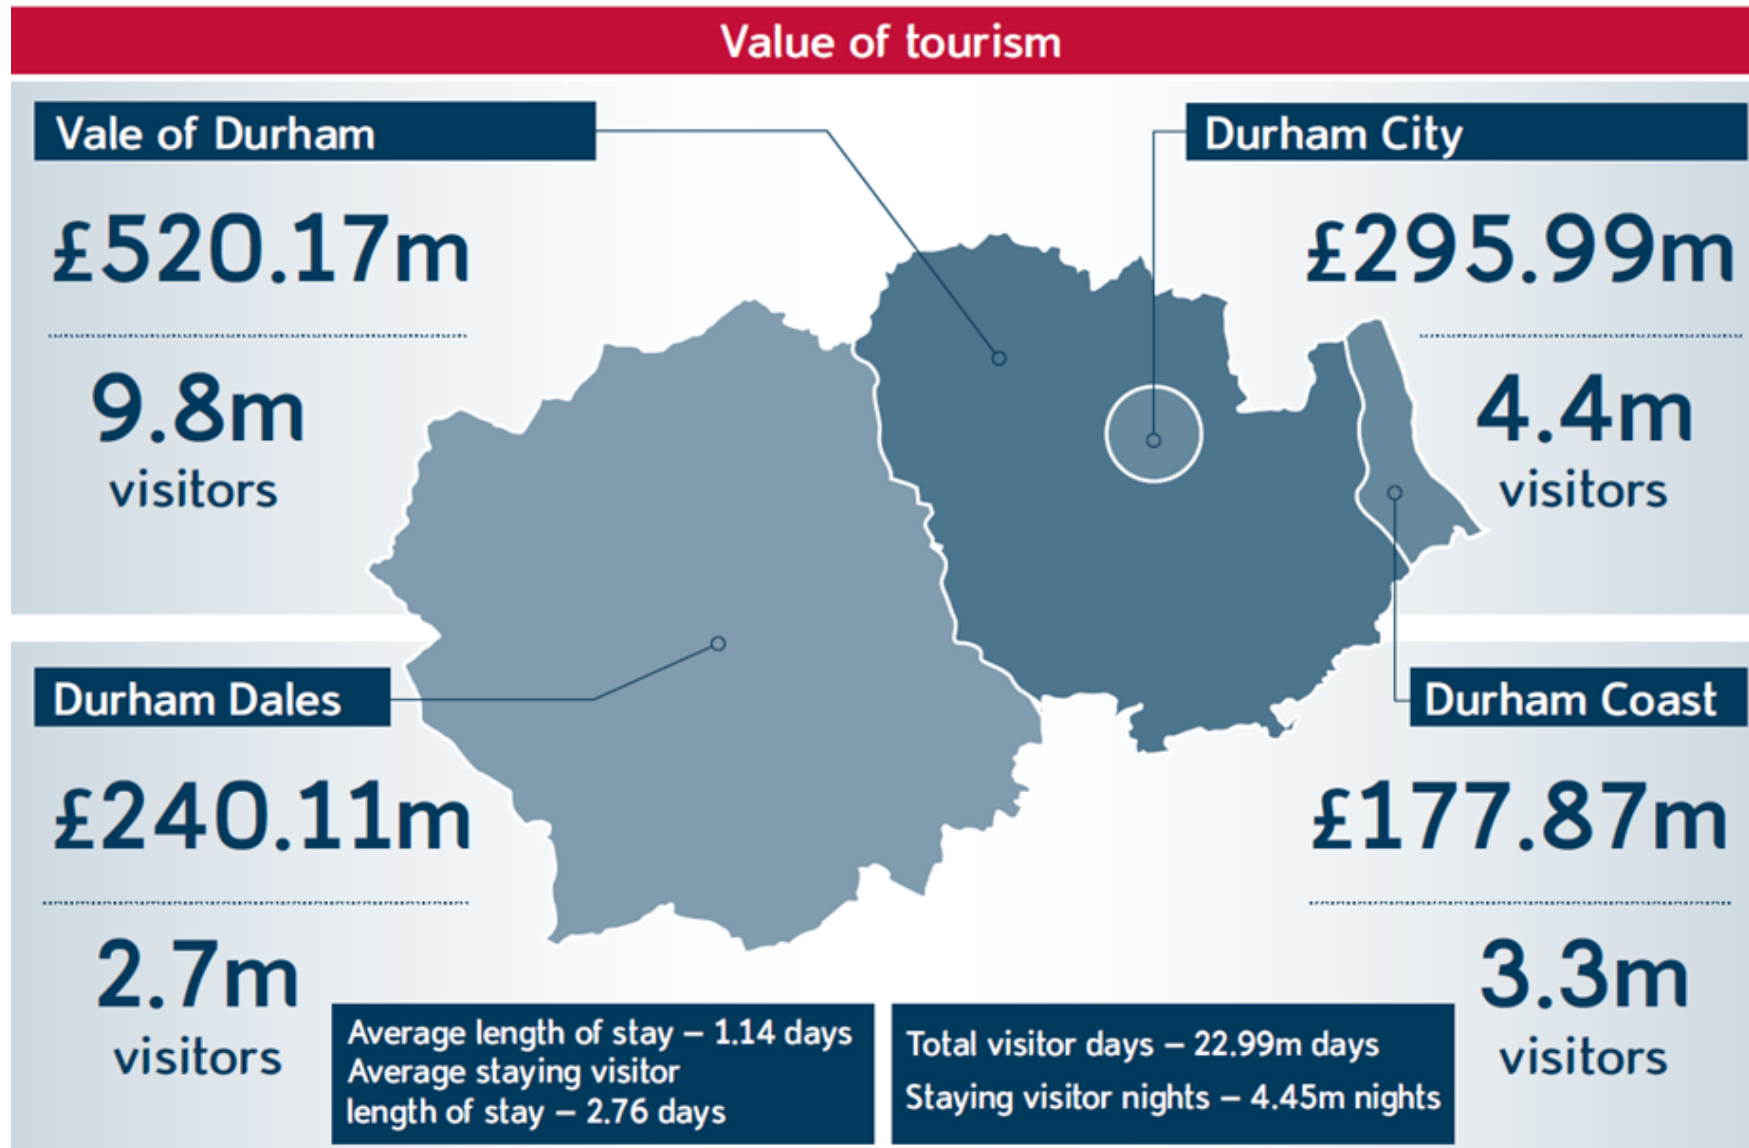 Value of tourism
Vale of Durham
£520.17m
9.8m
visitors
Durham City
£295.99m
4.4m
visitors
Durham Dales
£240.11m
2.7m
visitors
Durham Coast
£177.87m
3.3m
visitors
Average length of stay – 1.14 days
Average staying visitor
length of stay – 2.76 days
Total visitor days – 22.99m days
Staying visitor nights – 4.45m nights